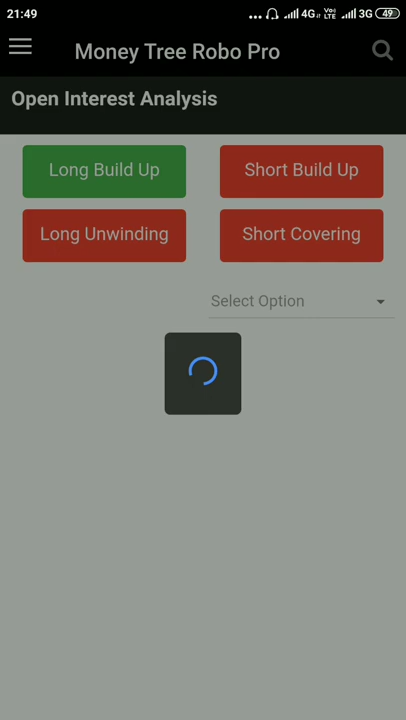 21:49
4G Vo) LTE 3G 49
Money Tree Robo Pro
Open Interest Analysis
Long Build Up
Short Build Up
Long Unwinding
Short Covering
Select Option